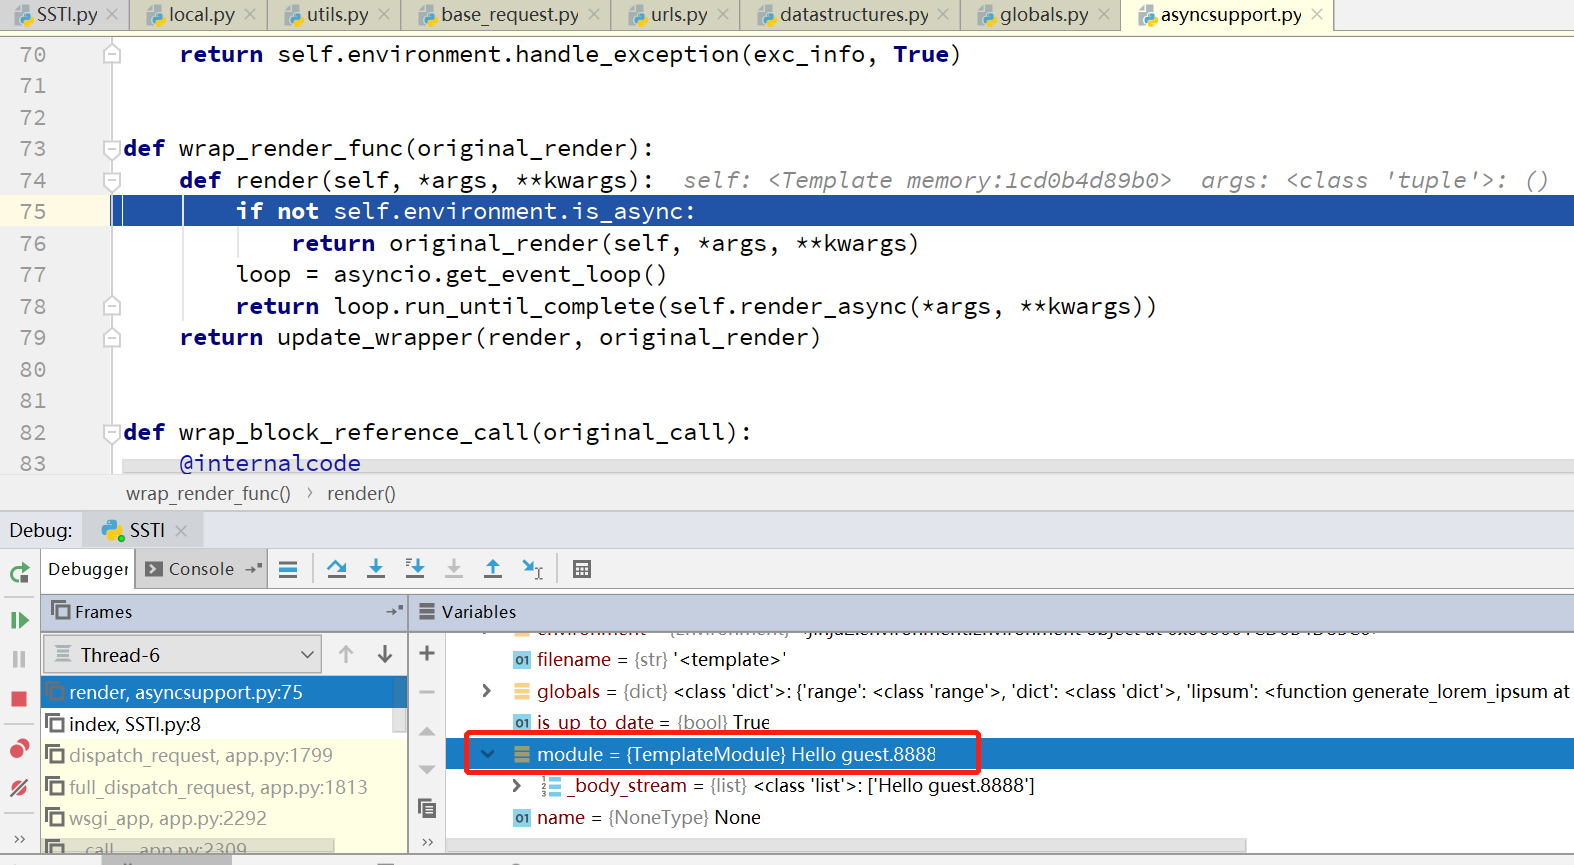 SSTI.py local.py utils.py base_request.py urls.py datastructures.py globals.py asyncsupport.py
70 return self.environment.handle_exception(exc_info, True)
71
72
73 def wrap_render_func(original_render):
74 def render(self, *args, **kwargs): self: <Template memory:1cd0b4d89b0> args: <class 'tuple'>: ()
75 if not self.environment.is_async:
76 return original_render(self, *args, **kwargs)
77 loop = asyncio.get_event_loop()
78 return loop.run_until_complete(self.render_async(*args, **kwargs))
79 return update_wrapper(render, original_render)
80
81
82 def wrap_block_reference_call(original_call):
83 @internalcode
wrap_render_func() › render()
Debug: SSTI
Debugger Console
Frames
Variables
Thread-6
render, asyncsupport.py:75
index, SSTI.py:8
dispatch_request, app.py:1799
full_dispatch_request, app.py:1813
wsgi_app, app.py:2292
__call__, app.py:2309
filename = {str} '<template>'
globals = {dict} <class 'dict'>: {'range': <class 'range'>, 'dict': <class 'dict'>, 'lipsum': <function generate_lorem_ipsum at
is_up_to_date = {bool} True
module = {TemplateModule} Hello guest.8888
_body_stream = {list} <class 'list'>: ['Hello guest.8888']
name = {NoneType} None